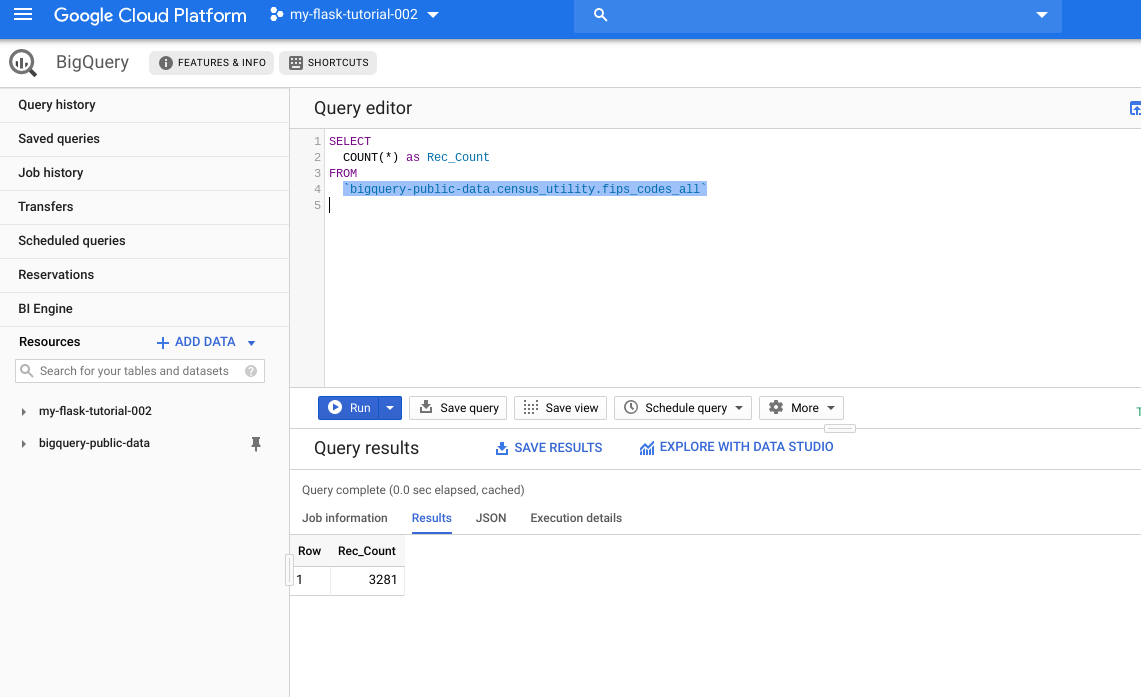 Google Cloud Platform
my-flask-tutorial-002
BigQuery
FEATURES & INFO
SHORTCUTS
Query history
Saved queries
Job history
Transfers
Scheduled queries
Reservations
BI Engine
Resources
ADD DATA
Search for your tables and datasets
my-flask-tutorial-002
bigquery-public-data
Query editor
1 SELECT
2 COUNT(*) as Rec_Count
3 FROM
4 `bigquery-public-data.census_utility.fips_codes_all`
5
Run
Save query
Save view
Schedule query
More
Query results
SAVE RESULTS
EXPLORE WITH DATA STUDIO
Query complete (0.0 sec elapsed, cached)
Job information Results JSON Execution details
Row Rec_Count
1 3281